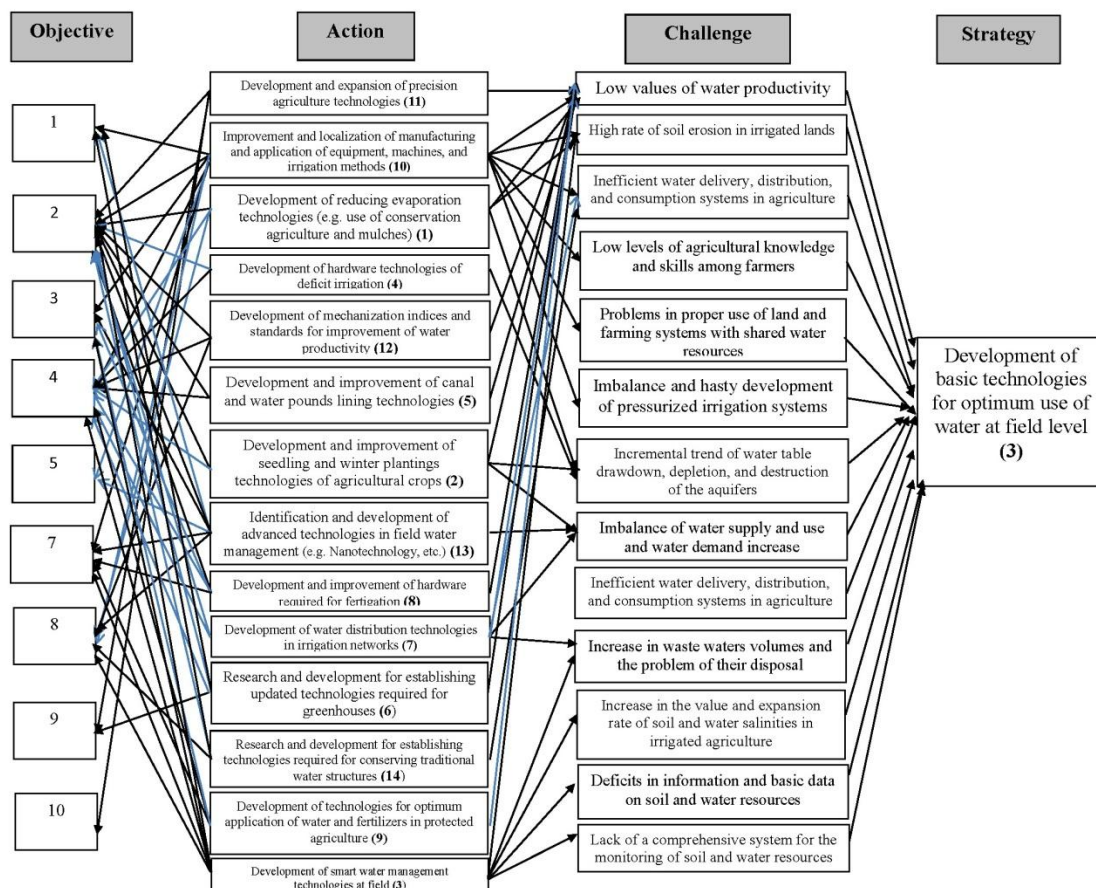 Objective
Action
Challenge
Strategy
1
2
3
4
5
7
8
9
10
Development and expansion of precision
agriculture technologies (11)
Improvement and localization of manufacturing
and application of equipment, machines, and
irrigation methods (10)
Development of reducing evaporation
technologies (e.g. use of conservation
agriculture and mulches) (1)
Development of hardware technologies of
deficit irrigation (4)
Development of mechanization indices and
standards for improvement of water
productivity (12)
Development and improvement of canal
and water pounds lining technologies (5)
Development and improvement of
seedling and winter plantings
technologies of agricultural crops (2)
Identification and development of
advanced technologies in field water
management (e.g. Nanotechnology, etc.) (13)
Development and improvement of hardware
required for fertigation (8)
Development of water distribution technologies
in irrigation networks (7)
Research and development for establishing
updated technologies required for
greenhouses (6)
Research and development for establishing
technologies required for conserving traditional
water structures (14)
Development of technologies for optimum
application of water and fertilizers in protected
agriculture (9)
Development of smart water management
technologies at field (3)
Low values of water productivity
High rate of soil erosion in irrigated lands
Inefficient water delivery, distribution,
and consumption systems in agriculture
Low levels of agricultural knowledge
and skills among farmers
Problems in proper use of land and
farming systems with shared water
resources
Imbalance and hasty development
of pressurized irrigation systems
Incremental trend of water table
drawdown, depletion, and destruction
of the aquifers
Imbalance of water supply and use
and water demand increase
Inefficient water delivery, distribution,
and consumption systems in agriculture
Increase in waste waters volumes and
the problem of their disposal
Increase in the value and expansion
rate of soil and water salinities in
irrigated agriculture
Deficits in information and basic data
on soil and water resources
Lack of a comprehensive system for the
monitoring of soil and water resources
Development of
basic technologies
for optimum use of
water at field level
(3)